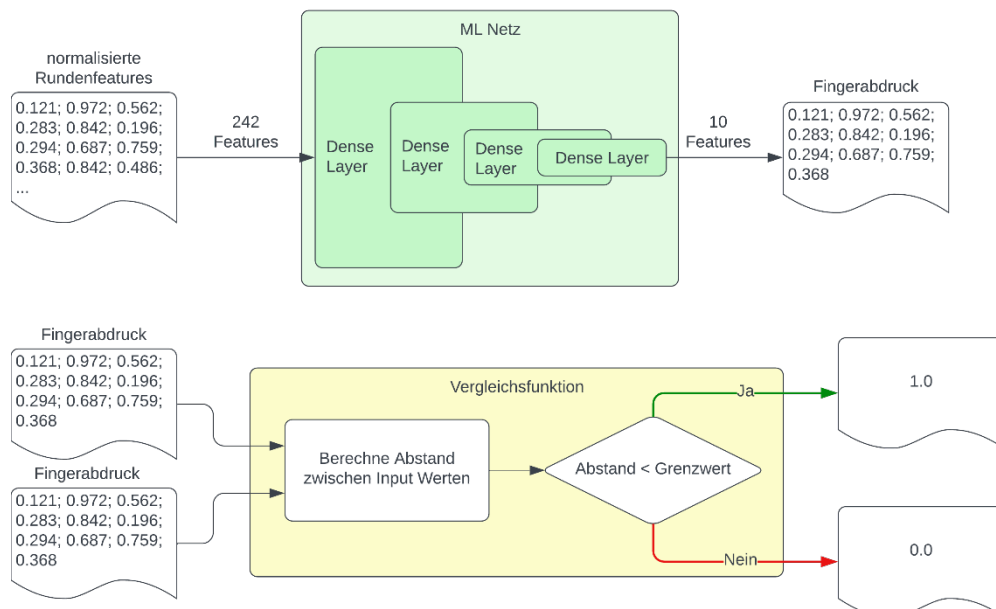 ML Netz
normalisierte
Rundenfeatures
0.121; 0.972; 0.562;
0.283; 0.842; 0.196;
0.294; 0.687; 0.759;
0.368; 0.842; 0.486;
...
242
Features
Dense
Layer
Dense
Layer
Dense
Layer
Dense Layer
10
Features
Fingerabdruck
0.121; 0.972; 0.562;
0.283; 0.842; 0.196;
0.294; 0.687; 0.759;
0.368
Fingerabdruck
0.121; 0.972; 0.562;
0.283; 0.842; 0.196;
0.294; 0.687; 0.759;
0.368
Fingerabdruck
0.121; 0.972; 0.562;
0.283; 0.842; 0.196;
0.294; 0.687; 0.759;
0.368
Vergleichsfunktion
Berechne Abstand
zwischen Input Werten
Abstand < Grenzwert
Ja
1.0
Nein
0.0